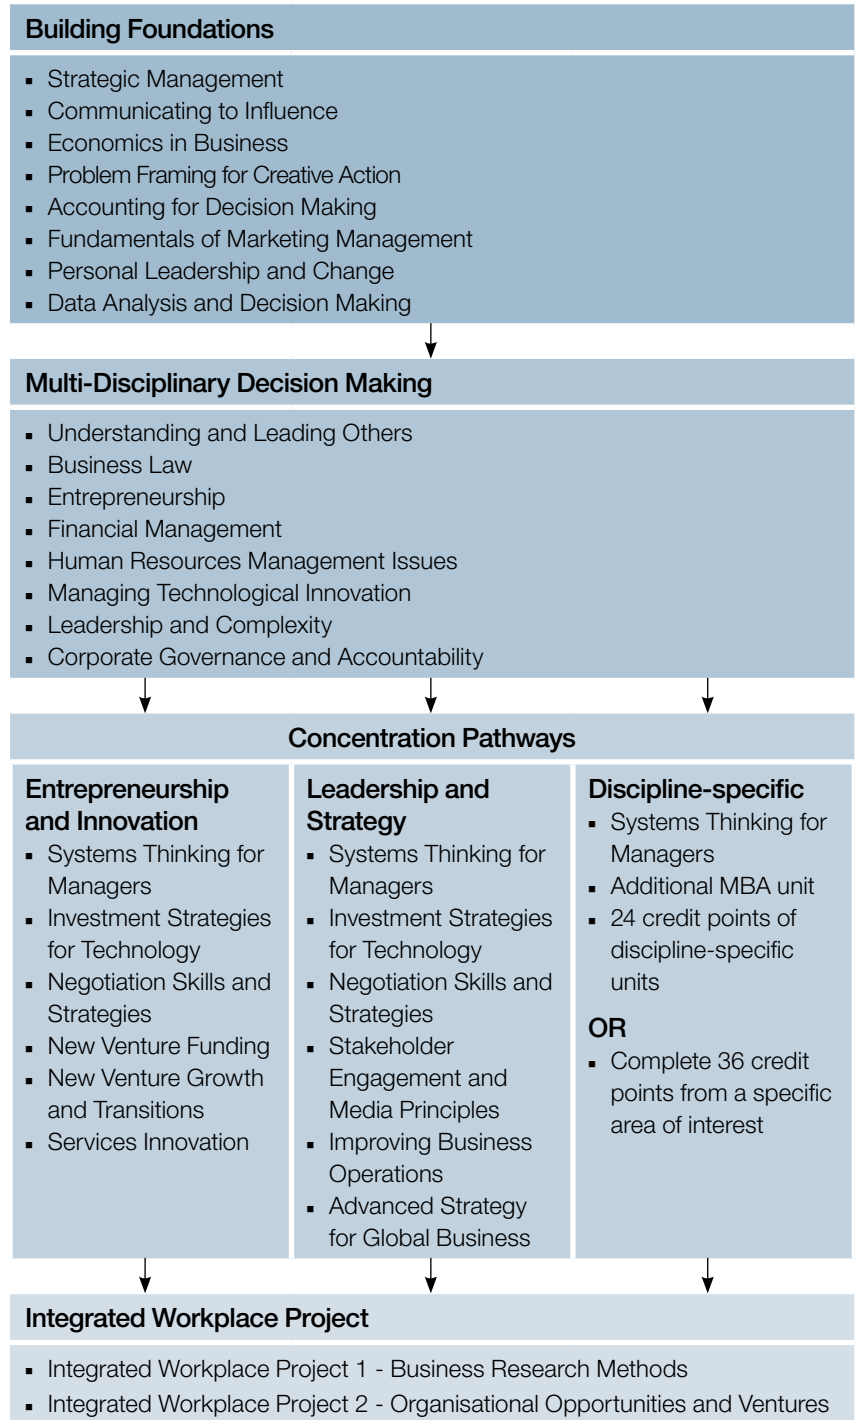 Building Foundations
▪ Strategic Management
▪ Communicating to Influence
▪ Economics in Business
▪ Problem Framing for Creative Action
▪ Accounting for Decision Making
▪ Fundamentals of Marketing Management
▪ Personal Leadership and Change
▪ Data Analysis and Decision Making
Multi-Disciplinary Decision Making
▪ Understanding and Leading Others
▪ Business Law
▪ Entrepreneurship
▪ Financial Management
▪ Human Resources Management Issues
▪ Managing Technological Innovation
▪ Leadership and Complexity
▪ Corporate Governance and Accountability
Concentration Pathways
Entrepreneurship
and Innovation
▪ Systems Thinking for
Managers
▪ Investment Strategies
for Technology
▪ Negotiation Skills and
Strategies
▪ New Venture Funding
▪ New Venture Growth
and Transitions
▪ Services Innovation
Leadership and
Strategy
▪ Systems Thinking for
Managers
▪ Investment Strategies
for Technology
▪ Negotiation Skills and
Strategies
▪ Stakeholder
Engagement and
Media Principles
▪ Improving Business
Operations
▪ Advanced Strategy
for Global Business
Discipline-specific
▪ Systems Thinking for
Managers
▪ Additional MBA unit
▪ 24 credit points of
discipline-specific
units
OR
▪ Complete 36 credit
points from a specific
area of interest
Integrated Workplace Project
▪ Integrated Workplace Project 1 - Business Research Methods
▪ Integrated Workplace Project 2 - Organisational Opportunities and Ventures